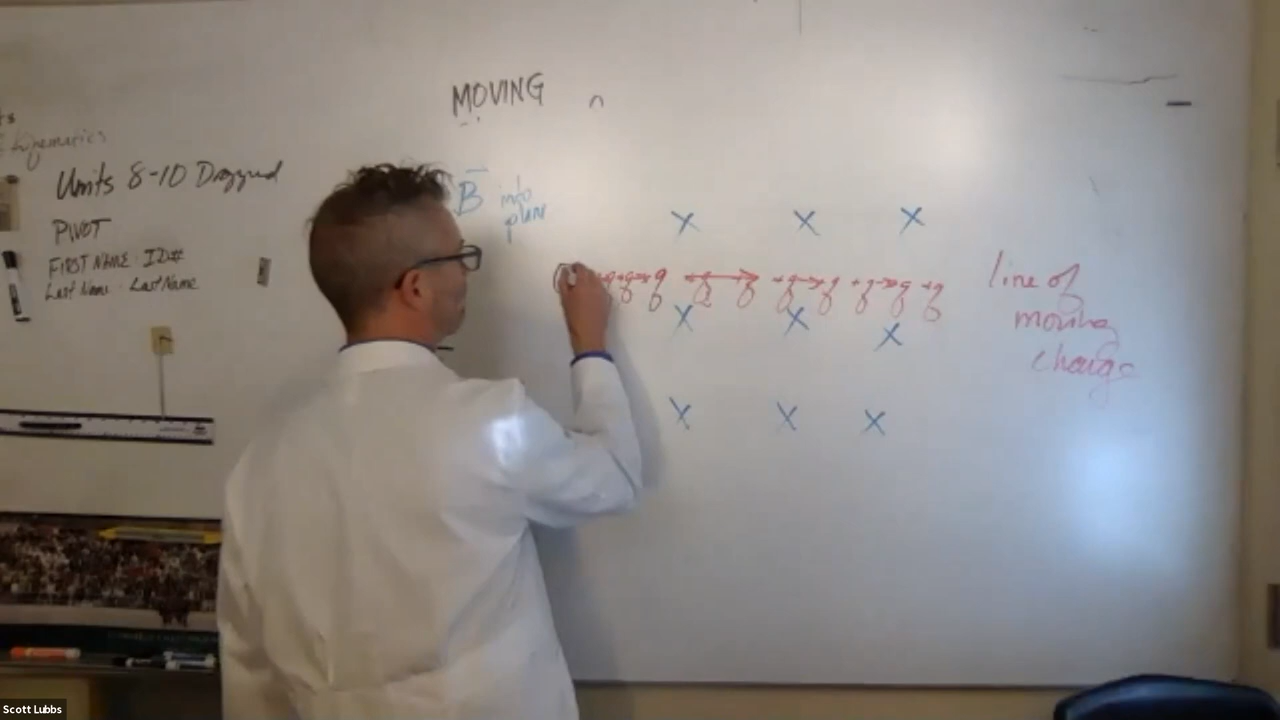 MOVING
Units 8-10
PIVOT
FIRST NAME: ID#
Last Name: Last Name
B into
plane
X X X
+q q +q q +q q +q
X X X
X X X
line of
moving
charge
Scott Lubbs